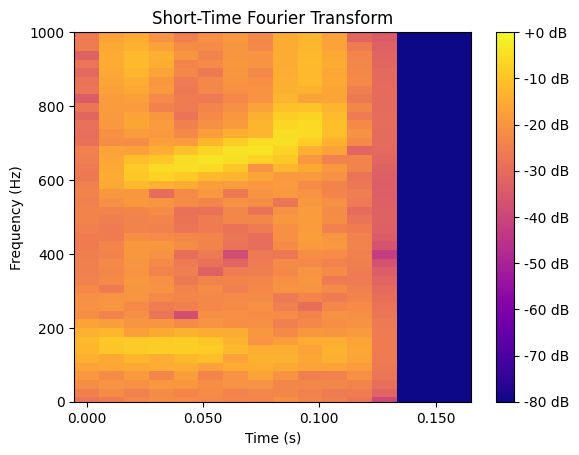 Short-Time Fourier Transform
Frequency (Hz)
1000
800
600
400
200
0
0.000 0.050 0.100 0.150
Time (s)
+0 dB
-10 dB
-20 dB
-30 dB
-40 dB
-50 dB
-60 dB
-70 dB
-80 dB